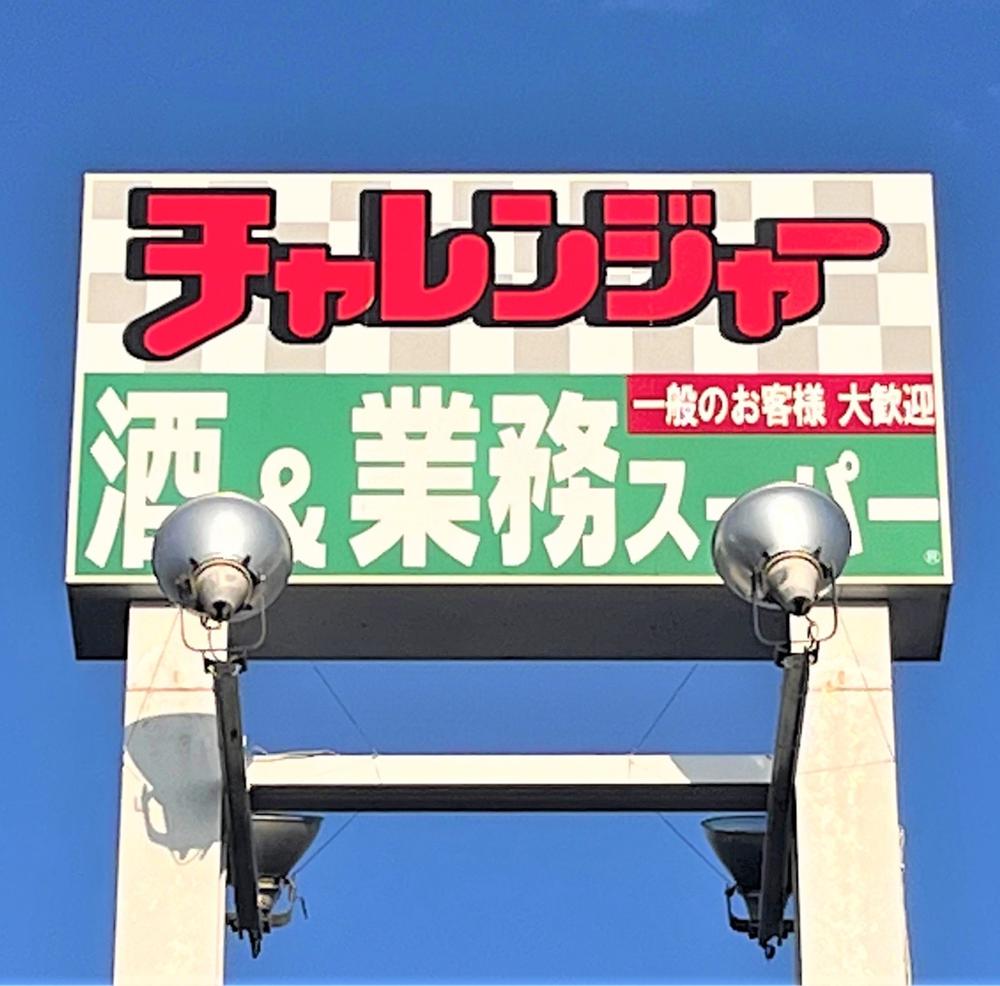 チャレンジャー
一般のお客様 大歓迎
酒&業務スーパー
®